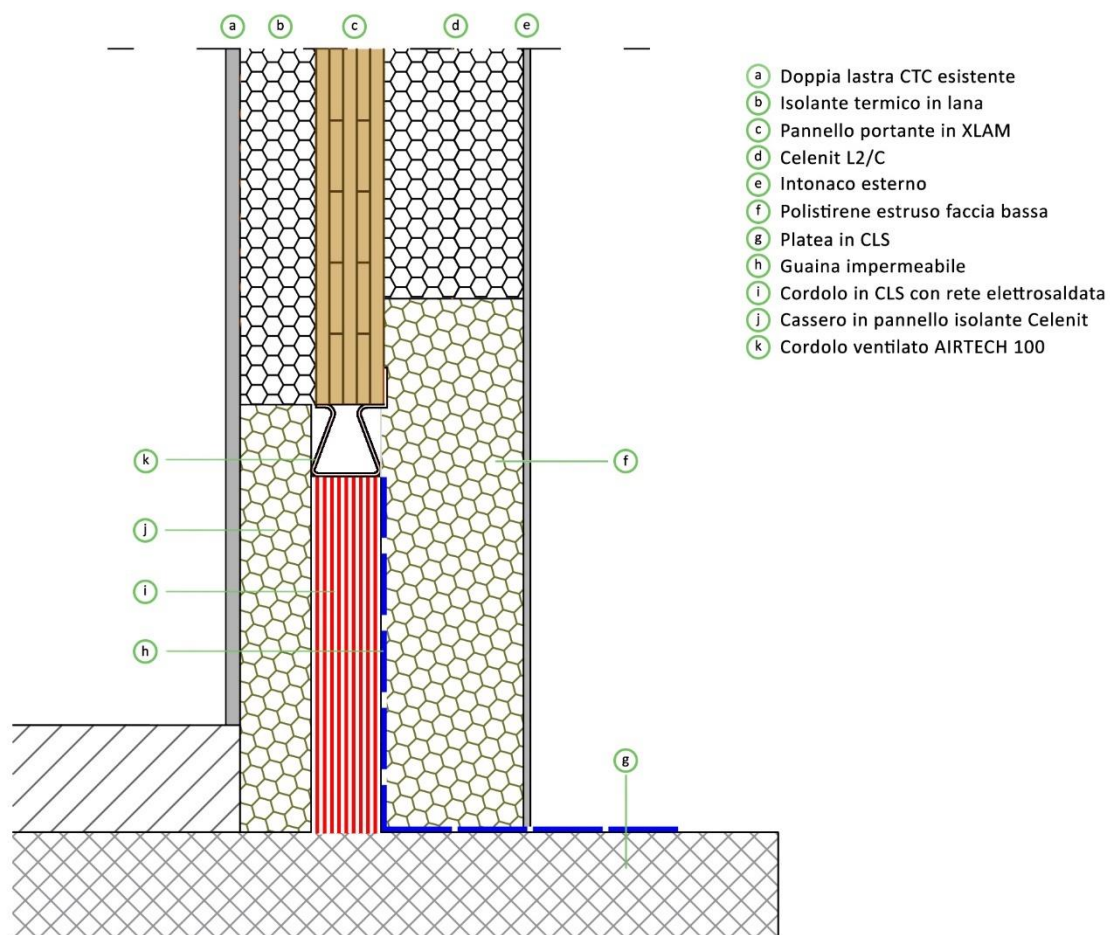 a b c d e
a Doppia lastra CTC esistente
b Isolante termico in lana
c Pannello portante in XLAM
d Celenit L2/C
e Intonaco esterno
f Polistirene estruso faccia bassa
g Platea in CLS
h Guaina impermeabile
i Cordolo in CLS con rete elettrosaldata
j Cassero in pannello isolante Celenit
k Cordolo ventilato AIRTECH 100
k
f
j
i
h
g